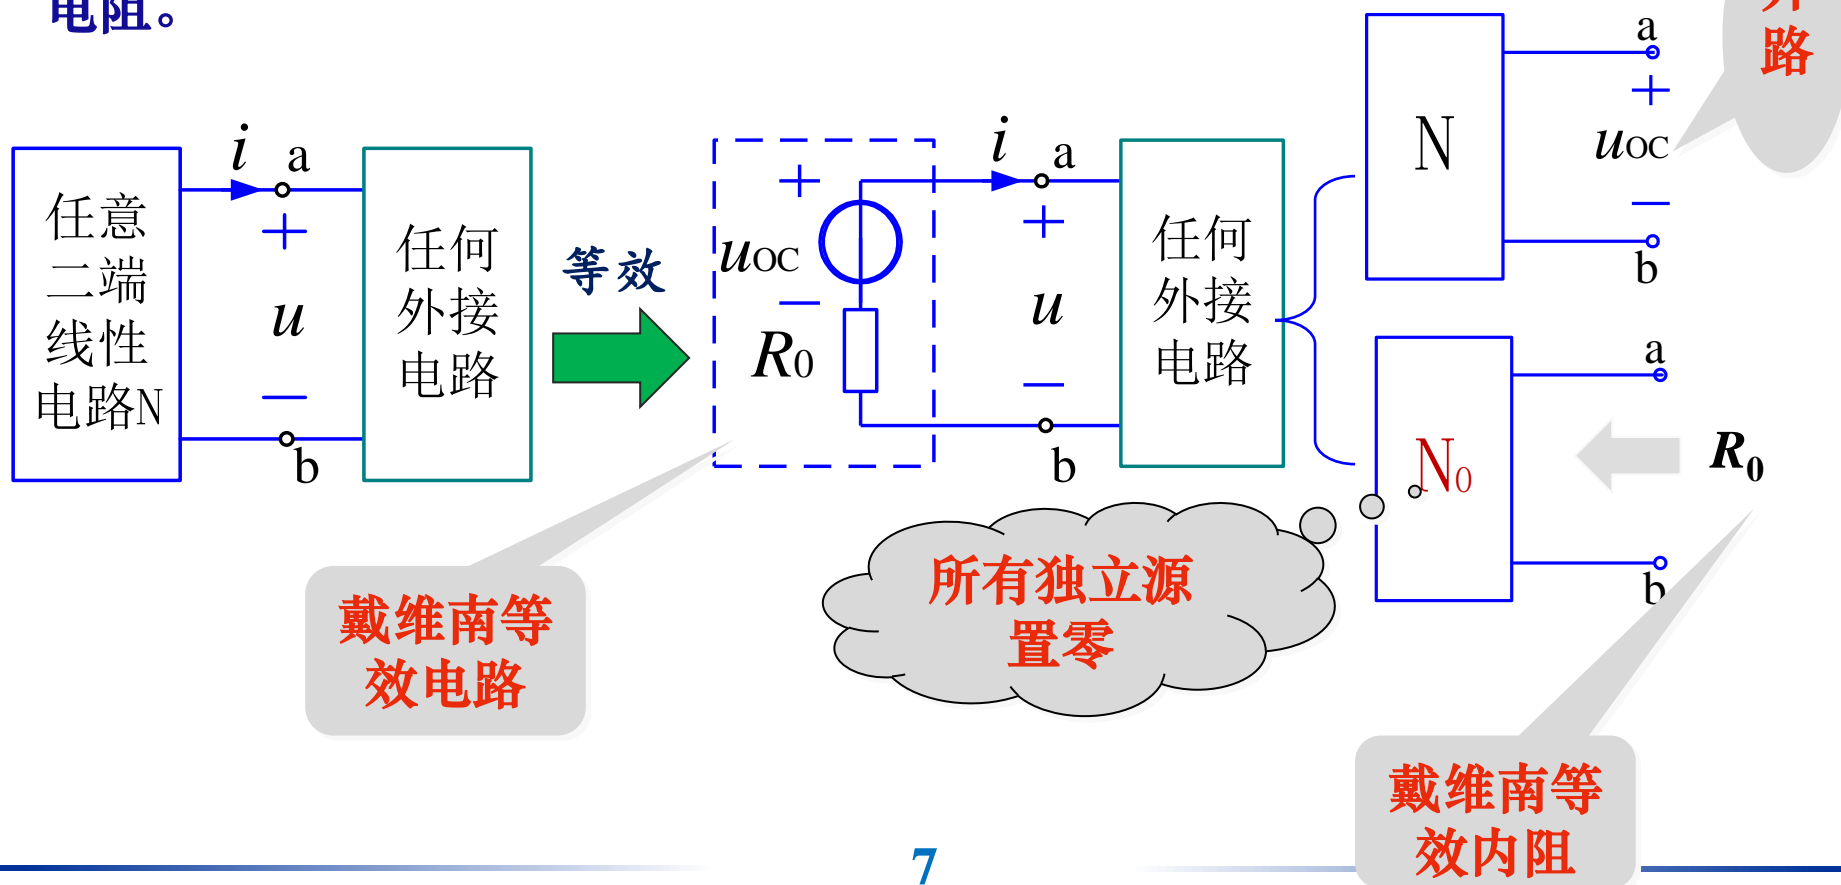 电阻。
路
i
a
+
u
—
b
任意
二端
线性
电路N
任何
外接
电路
等效
+
uOC
—
R0
i
a
+
u
—
b
任何
外接
电路
N
a
+
uOC
—
b
N0
a
R0
b
所有独立源
置零
戴维南等
效电路
戴维南等
效内阻
7